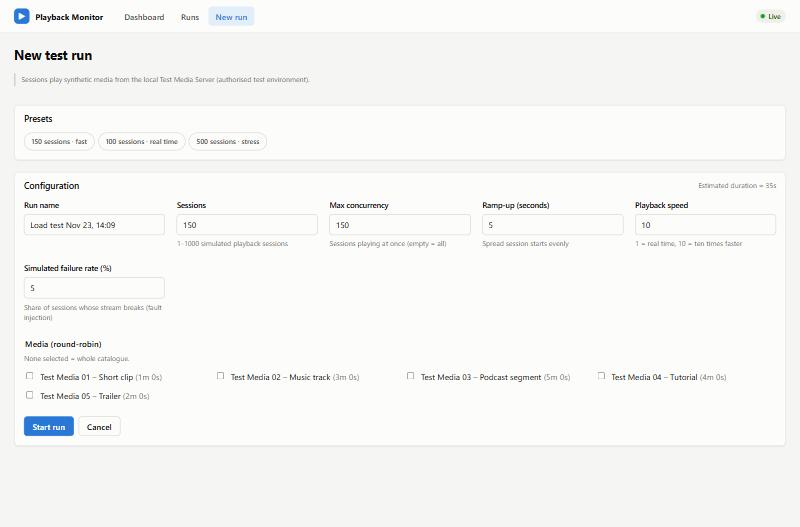 Playback Monitor
Dashboard
Runs
New run
Live
New test run
Sessions play synthetic media from the local Test Media Server (authorised test environment).
Presets
150 sessions · fast
100 sessions · real time
500 sessions · stress
Configuration
Estimated duration ≈ 35s
Run name
Load test Nov 23, 14:09
Sessions
150
1-1000 simulated playback sessions
Max concurrency
150
Sessions playing at once (empty = all)
Ramp-up (seconds)
5
Spread session starts evenly
Playback speed
10
1 = real time, 10 = ten times faster
Simulated failure rate (%)
5
Share of sessions whose stream breaks (fault
injection)
Media (round-robin)
None selected = whole catalogue.
Test Media 01 – Short clip (1m 0s)
Test Media 02 – Music track (3m 0s)
Test Media 03 – Podcast segment (5m 0s)
Test Media 04 – Tutorial (4m 0s)
Test Media 05 – Trailer (2m 0s)
Start run
Cancel